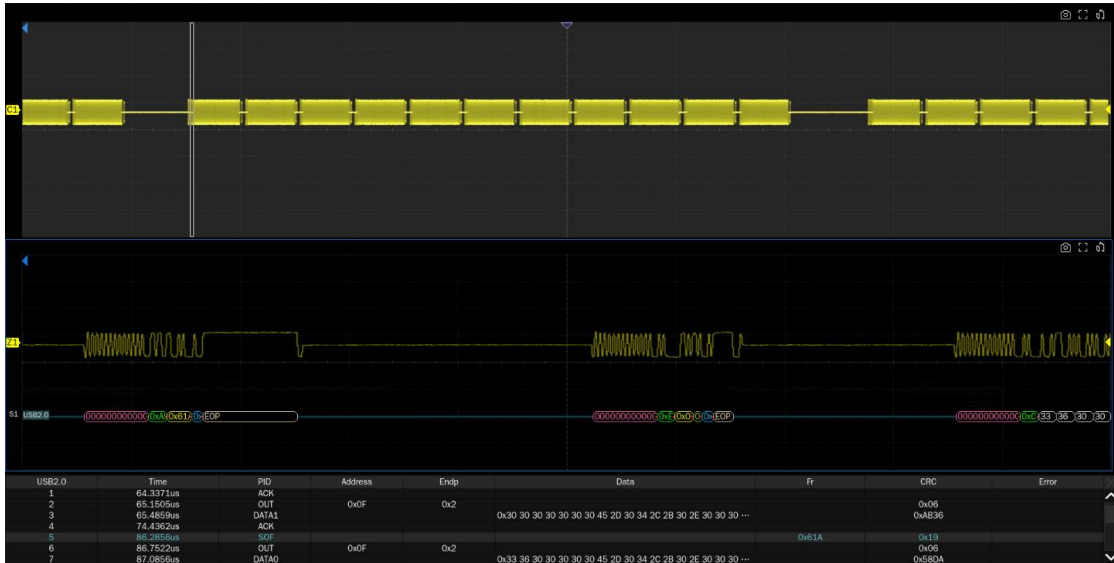 C1
Z1
S1 USB2.0
000000000000 0xA 0x61 0x EOP 000000000000 0xE 0x0 0 0x EOP 000000000000 0xC 33 36 30 30
USB2.0 Time PID Address Endp Data Fr CRC Error
1 64.3371us ACK
2 65.1505us OUT 0x0F 0x2 0x06
3 65.4859us DATA1 0x30 30 30 30 30 30 30 45 2D 30 34 2C 2B 30 2E 30 30 30 ··· 0xAB36
4 74.4362us ACK
5 86.2856us SOF 0x61A 0x19
6 86.7522us OUT 0x0F 0x2 0x06
7 87.0856us DATA0 0x33 36 30 30 30 30 30 45 2D 30 34 2C 2B 30 2E 30 30 30 ··· 0x58DA